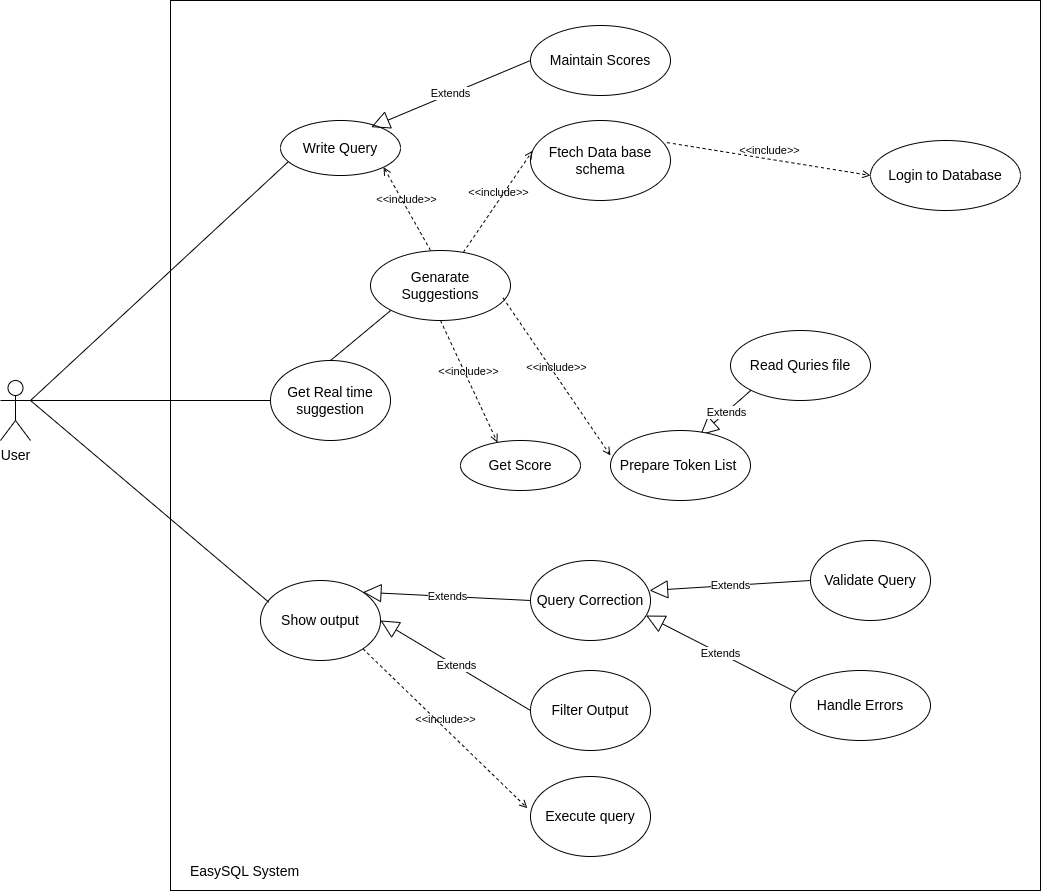 Maintain Scores
Extends
Write Query
Ftech Data base
schema
<<include>>
Login to Database
<<include>>
<<include>>
Genarate
Suggestions
Get Real time
suggestion
<<include>>
<<include>>
Read Quries file
Extends
User
Get Score
Prepare Token List
Show output
Extends
Query Correction
Extends
Validate Query
Extends
Extends
Filter Output
Handle Errors
<<include>>
Execute query
EasySQL System